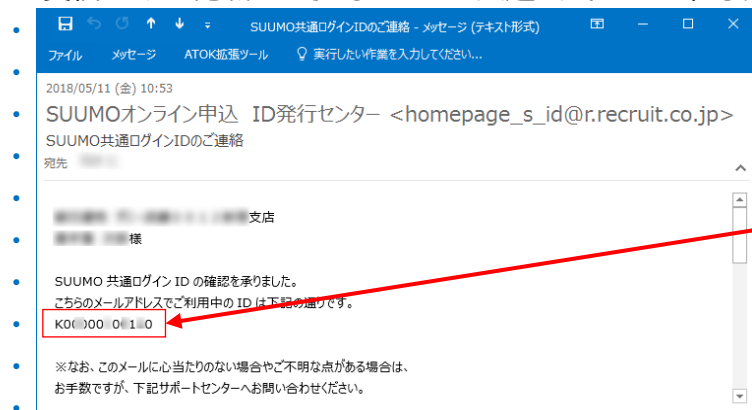 SUUMO共通ログインIDのご連絡 - メッセージ (テキスト形式)
ファイル メッセージ ATOK拡張ツール 実行したい作業を入力してください...
2018/05/11 (金) 10:53
SUUMOオンライン申込 ID発行センター <homepage_s_id@r.recruit.co.jp>
SUUMO共通ログインIDのご連絡
宛先
支店
様
SUUMO 共通ログイン ID の確認を承りました。
こちらのメールアドレスでご利用中の ID は下記の通りです。
※なお、このメールに心当たりのない場合やご不明な点がある場合は、
お手数ですが、下記サポートセンターへお問い合わせください。